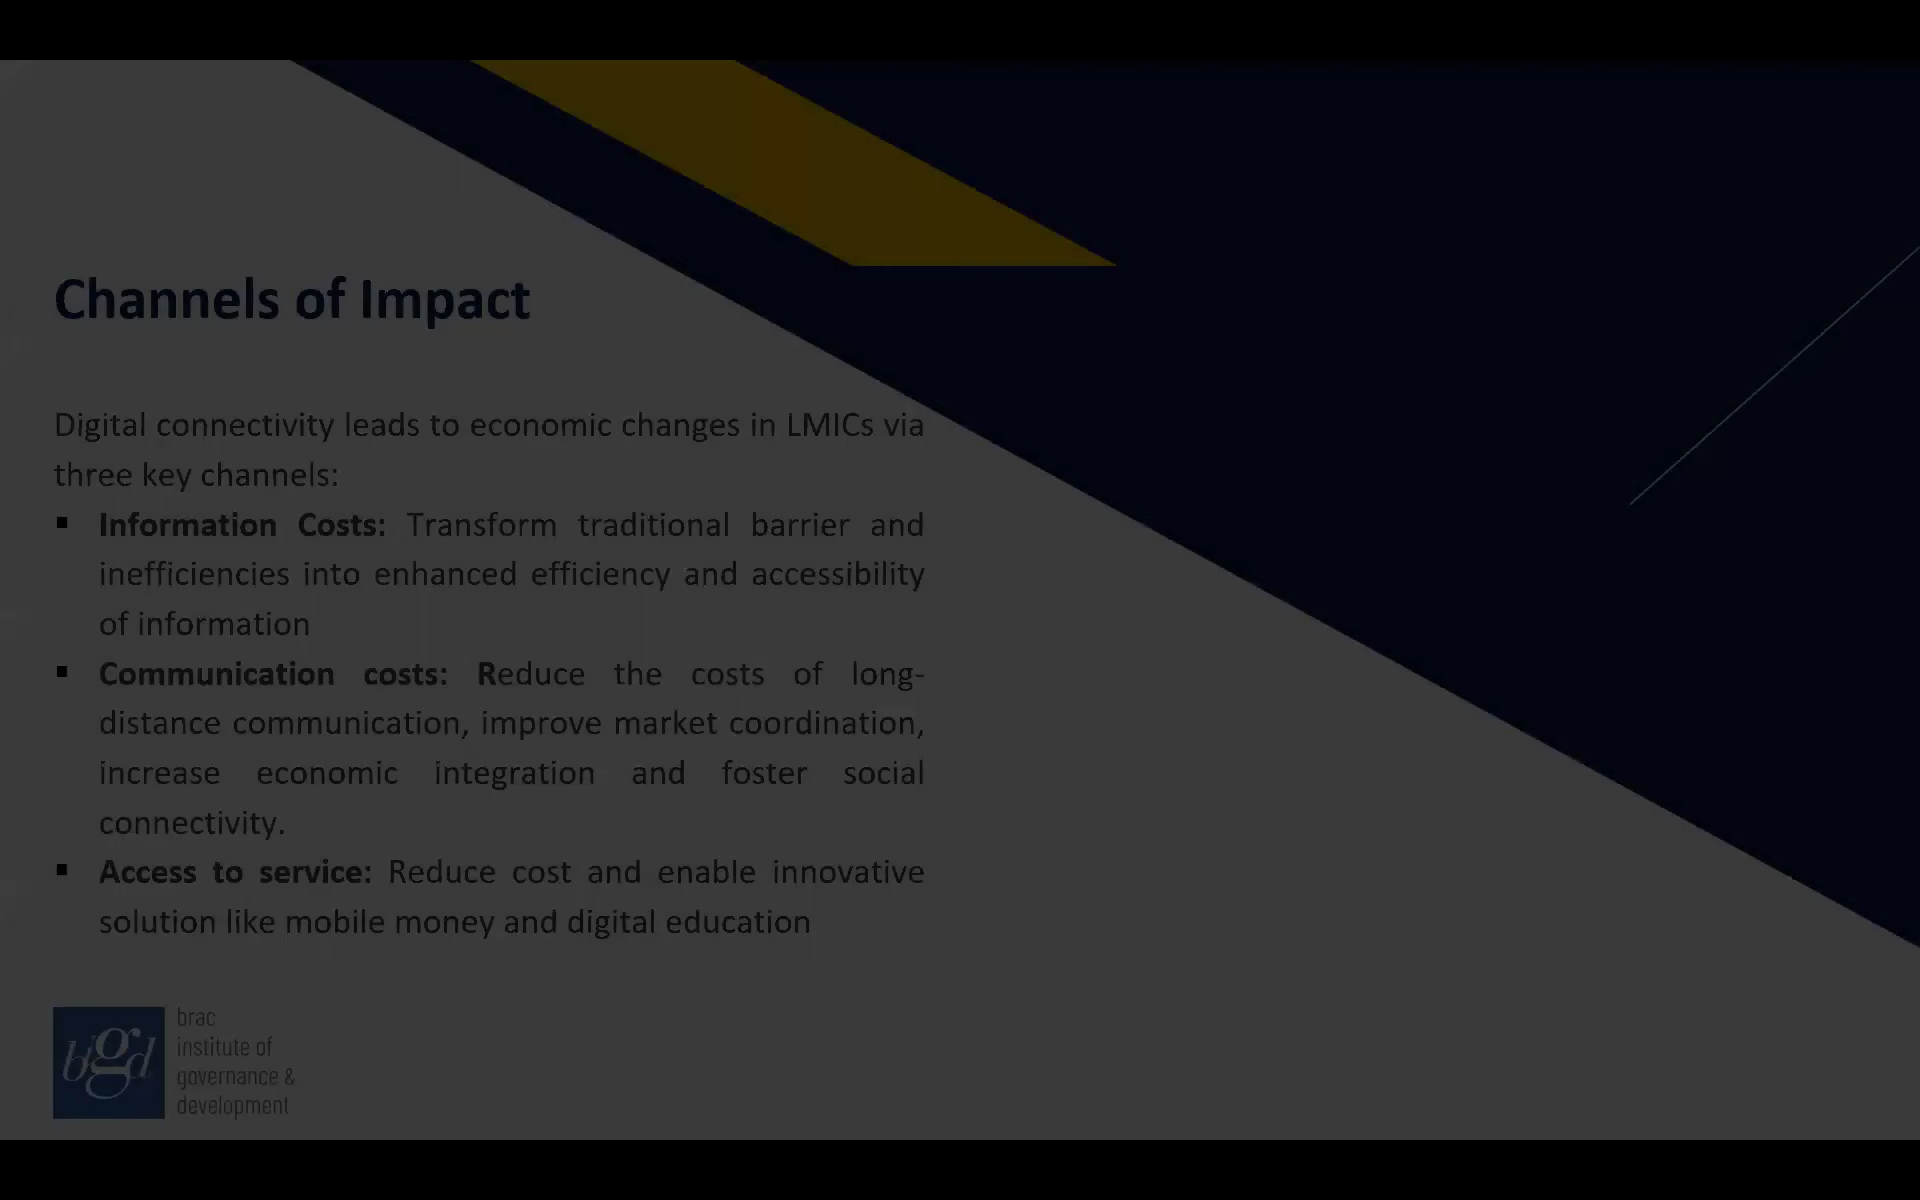 Channels of Impact
Digital connectivity leads to economic changes in LMICs via
three key channels:
▪ Information Costs: Transform traditional barrier and
inefficiencies into enhanced efficiency and accessibility
of information
▪ Communication costs: Reduce the costs of long-
distance communication, improve market coordination,
increase economic integration and foster social
connectivity.
▪ Access to service: Reduce cost and enable innovative
solution like mobile money and digital education
bigd
brac
institute of
governance &
development